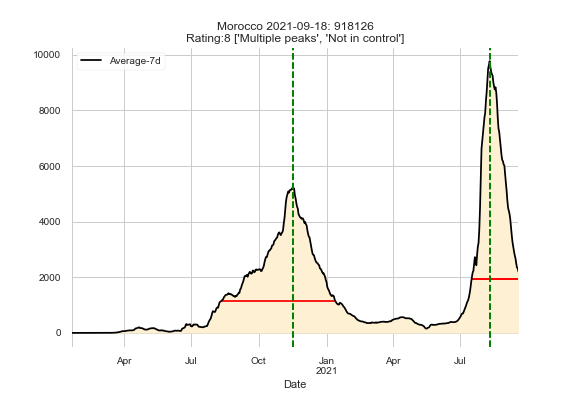 Morocco 2021-09-18: 918126
Rating:8 ['Multiple peaks', 'Not in control']
Average-7d
10000
8000
6000
4000
2000
0
Apr
Jul
Oct
Jan
2021
Apr
Jul
Date